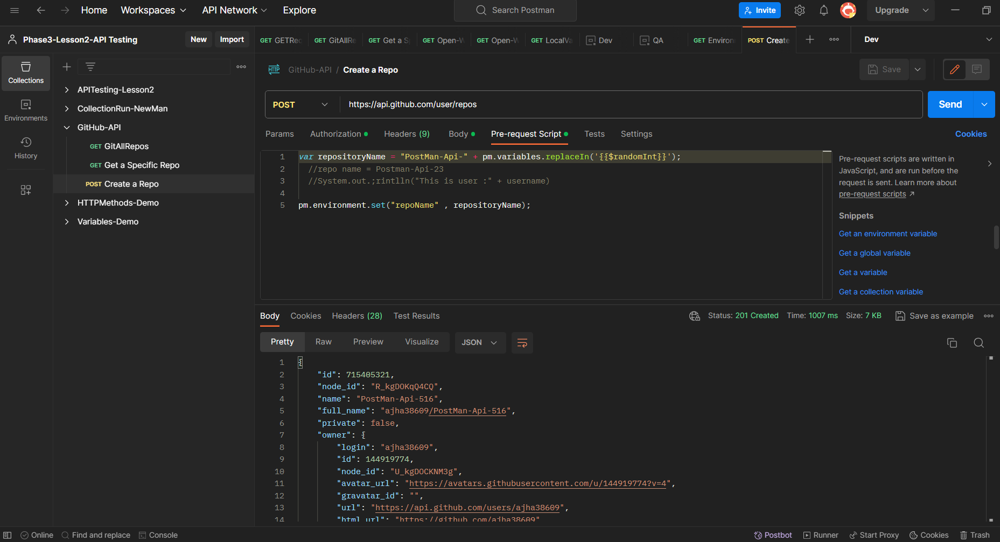 Home Workspaces API Network Explore Search Postman Invite Upgrade
Phase3-Lesson2-API Testing New Import
GET GETRe GET GitAllRe GET Get a S GET Open-W GET Open-W GET LocalVa Dev QA GET Environ POST Create Dev
Collections
Environments
History
APITesting-Lesson2
CollectionRun-NewMan
GitHub-API
GET GitAllRepos
GET Get a Specific Repo
POST Create a Repo
HTTPMethods-Demo
Variables-Demo
HTTP GitHub-API / Create a Repo Save
POST https://api.github.com/user/repos Send
Params Authorization Headers (9) Body Pre-request Script Tests Settings Cookies
1 var repositoryName = "PostMan-Api-" + pm.variables.replaceIn('{{$randomInt}}');
2 //repo name = Postman-Api-23
3 //System.out.;rintlln("This is user :" + username)
4
5 pm.environment.set("repoName" , repositoryName);
Pre-request scripts are written in
JavaScript, and are run before the
request is sent. Learn more about
pre-request scripts
Snippets
Get an environment variable
Get a global variable
Get a variable
Get a collection variable
Body Cookies Headers (28) Test Results Status: 201 Created Time: 1007 ms Size: 7 KB Save as example
Pretty Raw Preview Visualize JSON
1 {
2 "id": 715405321,
3 "node_id": "R_kgDOKqQ4CQ",
4 "name": "PostMan-Api-516",
5 "full_name": "ajha38609/PostMan-Api-516",
6 "private": false,
7 "owner": {
8 "login": "ajha38609",
9 "id": 144919774,
10 "node_id": "U_kgDOCKNM3g",
11 "avatar_url": "https://avatars.githubusercontent.com/u/144919774?v=4",
12 "gravatar_id": "",
13 "url": "https://api.github.com/users/ajha38609",
14 "html_url": "https://github.com/ajha38609"
Online Find and replace Console Postbot Runner Start Proxy Cookies Trash